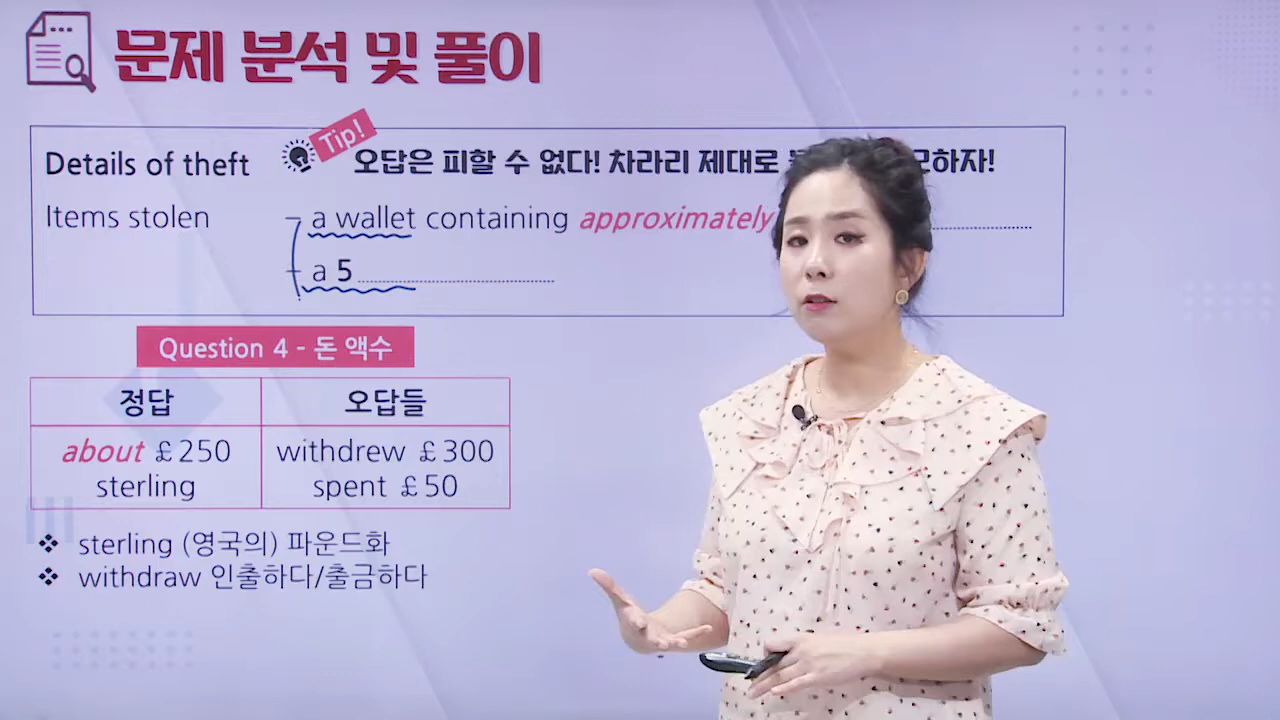 문제 분석 및 풀이
Tip!
Details of theft
오답은 피할 수 없다! 차라리 제대로
Items stolen
a wallet containing approximately
a 5
Question 4 - 돈 액수
정답
오답들
about £250 sterling
withdrew £300
spent £50
❖ sterling (영국의) 파운드화
❖ withdraw 인출하다/출금하다